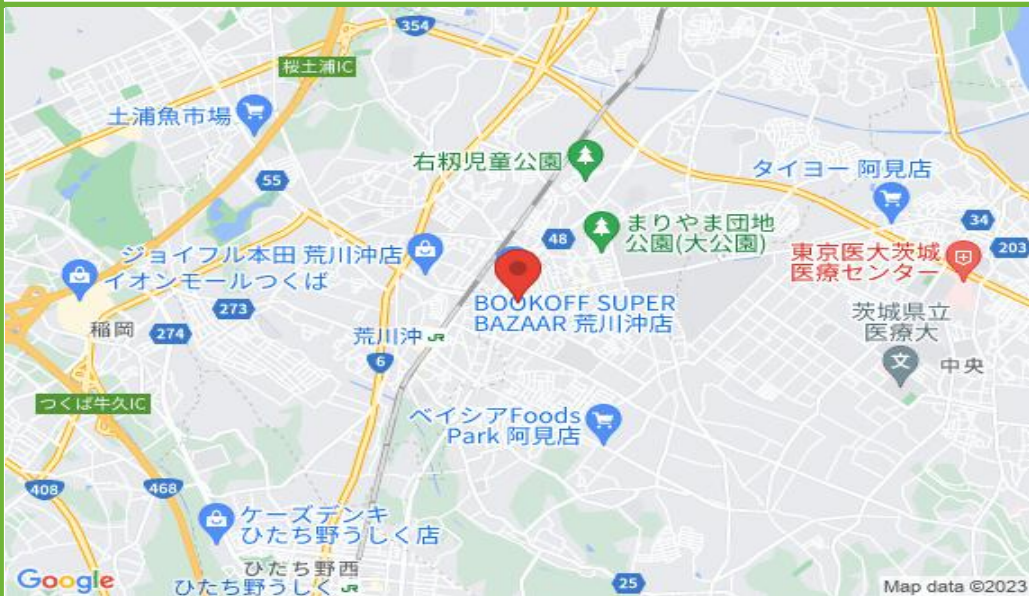 354
桜土浦IC
土浦魚市場
右籾児童公園
タイヨー 阿見店
55
34
48
まりやま団地
公園(大公園)
203
ジョイフル本田 荒川沖店
東京医大茨城
医療センター
イオンモールつくば
BOOKOFF SUPER
BAZAAR 荒川沖店
273
稲岡
274
荒川沖 JR
6
茨城県立
医療大
文
中央
つくば牛久IC
ベイシアFoods
Park 阿見店
408
468
ケーズデンキ
ひたち野うしく店
ひたち野西
ひたち野うしく JR
25
Google
Map data ©2023